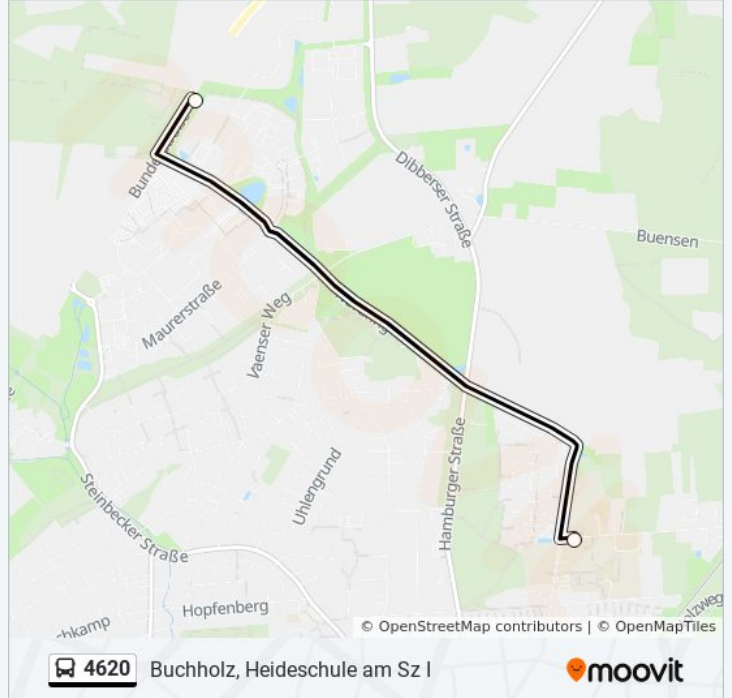 Dibberser Straße
Buensen
Maurerstraße
Vaenser Weg
Hamburger Straße
Uhlengrund
Steinbecker Straße
Hopfenberg
© OpenStreetMap contributors | © OpenMapTiles
4620 Buchholz, Heideschule am Sz I
moovit